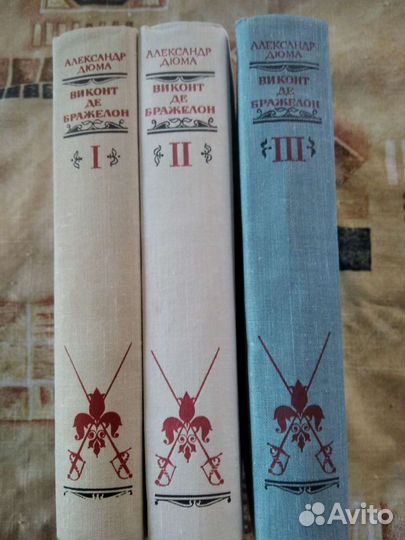 АЛЕКСАНДР
ДЮМА
ВИКОНТ
ДЕ
БРАЖЕЛОН
I
АЛЕКСАНДР
ДЮМА
ВИКОНТ
ДЕ
БРАЖЕЛОН
II
АЛЕКСАНДР
ДЮМА
ВИКОНТ
ДЕ
БРАЖЕЛОН
III
Avito